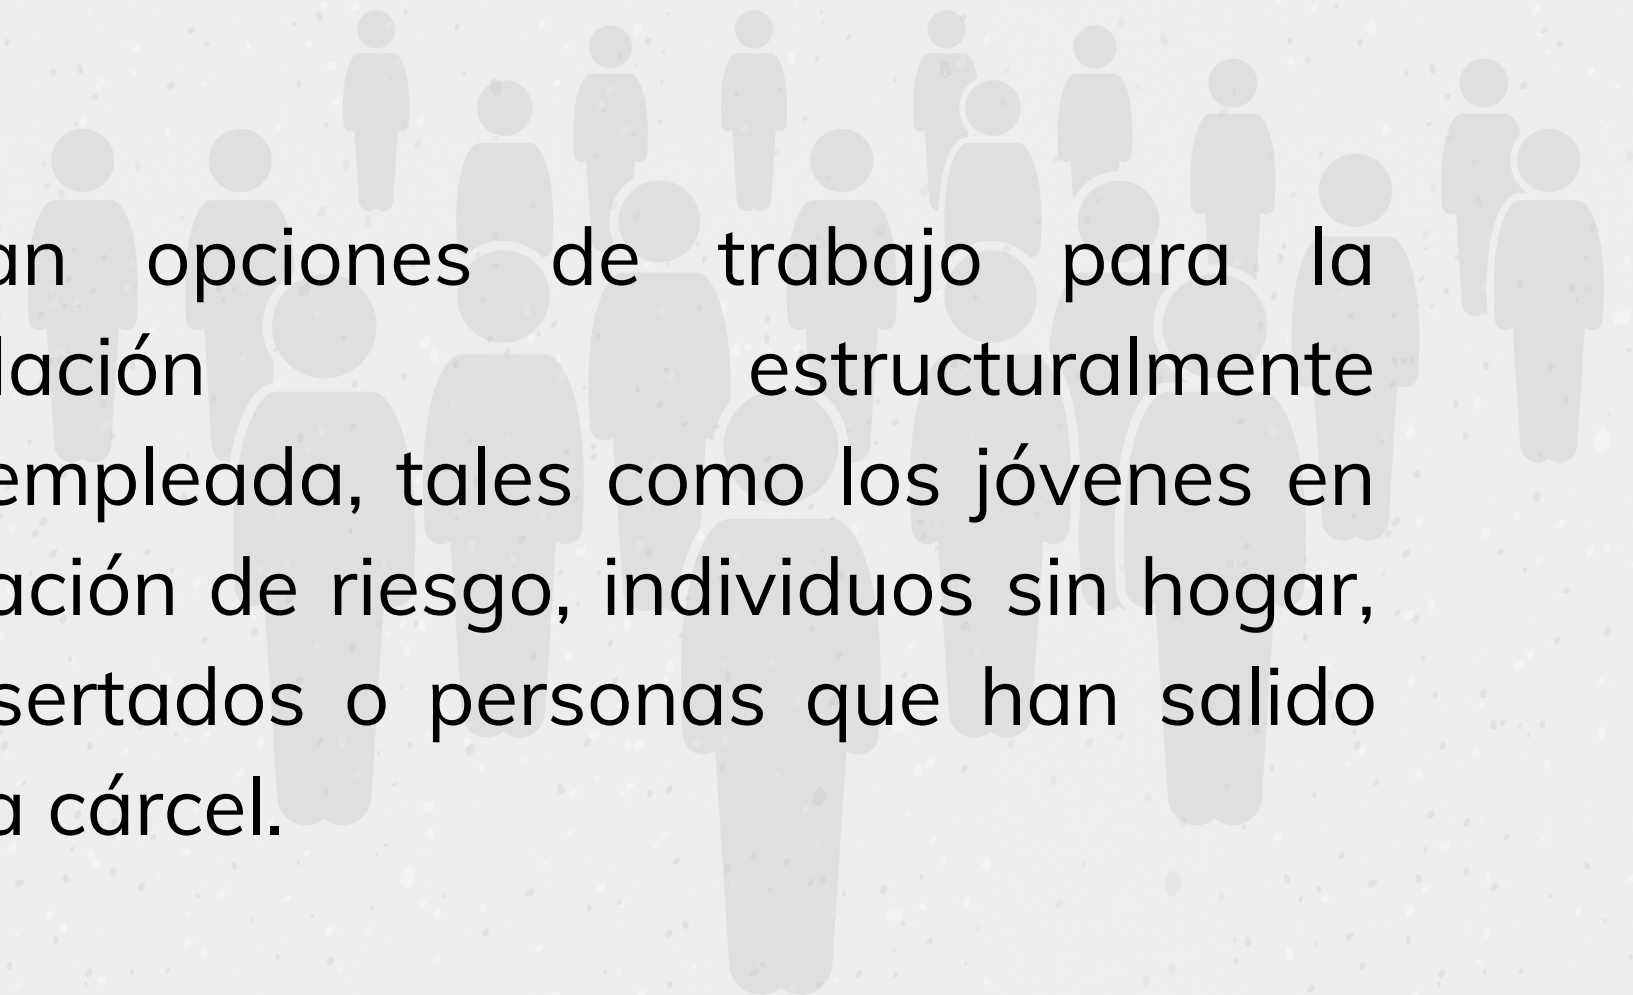 an opciones de trabajo para la
lación estructuralmente
empleada, tales como los jóvenes en
ación de riesgo, individuos sin hogar,
sertados o personas que han salido
a cárcel.